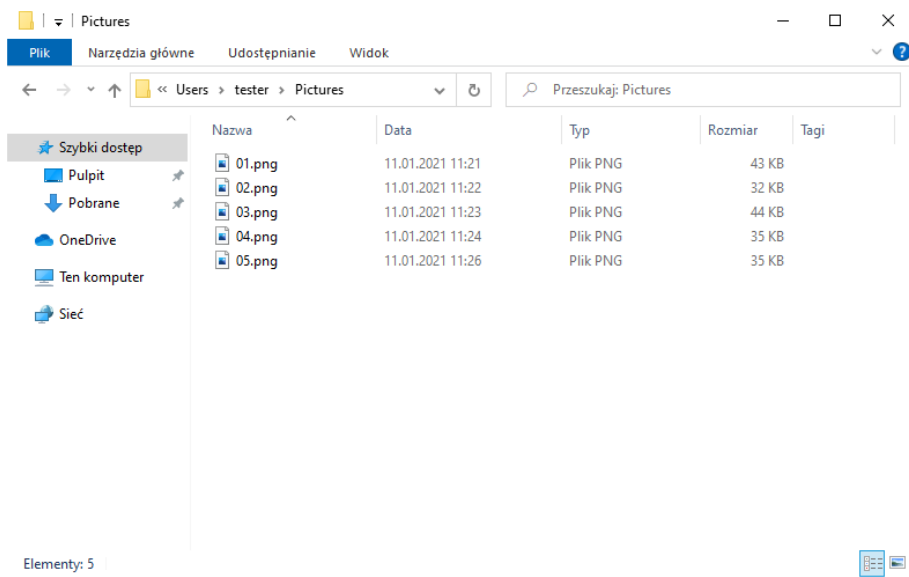 Pictures
Plik Narzędzia główne Udostępnianie Widok ?
« Users › tester › Pictures Przeszukaj: Pictures
Nazwa Data Typ Rozmiar Tagi
Szybki dostęp
Pulpit
Pobrane
OneDrive
Ten komputer
Sieć
01.png 11.01.2021 11:21 Plik PNG 43 KB
02.png 11.01.2021 11:22 Plik PNG 32 KB
03.png 11.01.2021 11:23 Plik PNG 44 KB
04.png 11.01.2021 11:24 Plik PNG 35 KB
05.png 11.01.2021 11:26 Plik PNG 35 KB
Elementy: 5